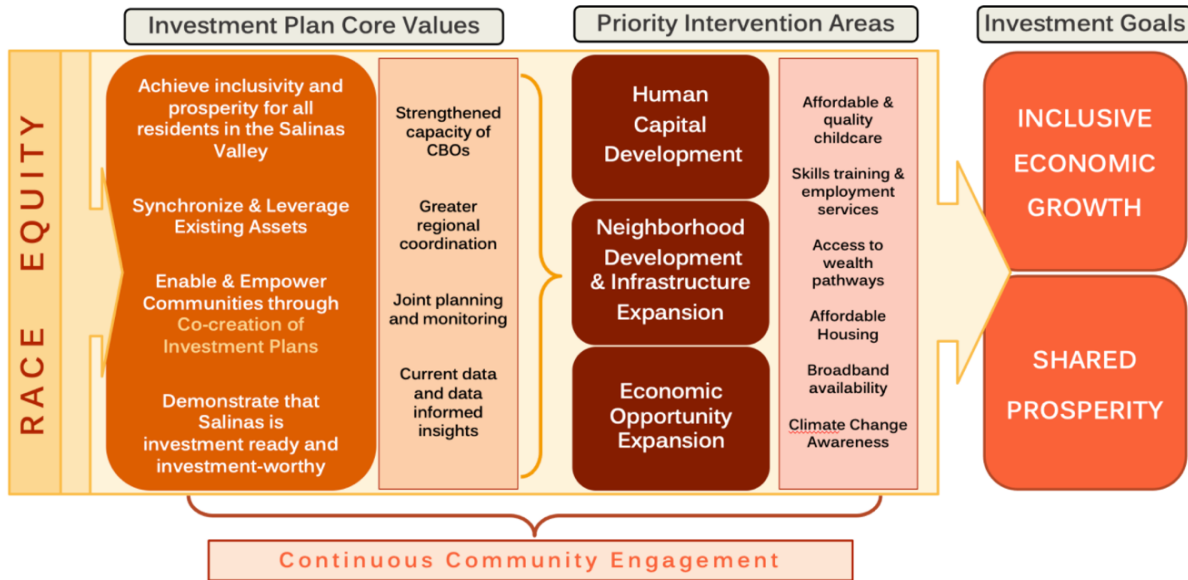 Investment Plan Core Values
Priority Intervention Areas
Investment Goals
RACE EQUITY
Achieve inclusivity and
prosperity for all
residents in the Salinas
Valley
Synchronize & Leverage
Existing Assets
Enable & Empower
Communities through
Co-creation of
Investment Plans
Demonstrate that
Salinas is
investment ready and
investment-worthy
Strengthened
capacity of
CBOs
Greater
regional
coordination
Joint planning
and monitoring
Current data
and data
informed
insights
Human
Capital
Development
Neighborhood
Development
& Infrastructure
Expansion
Economic
Opportunity
Expansion
Affordable &
quality
childcare
Skills training &
employment
services
Access to
wealth
pathways
Affordable
Housing
Broadband
availability
Climate Change
Awareness
INCLUSIVE
ECONOMIC
GROWTH
SHARED
PROSPERITY
Continuous Community Engagement